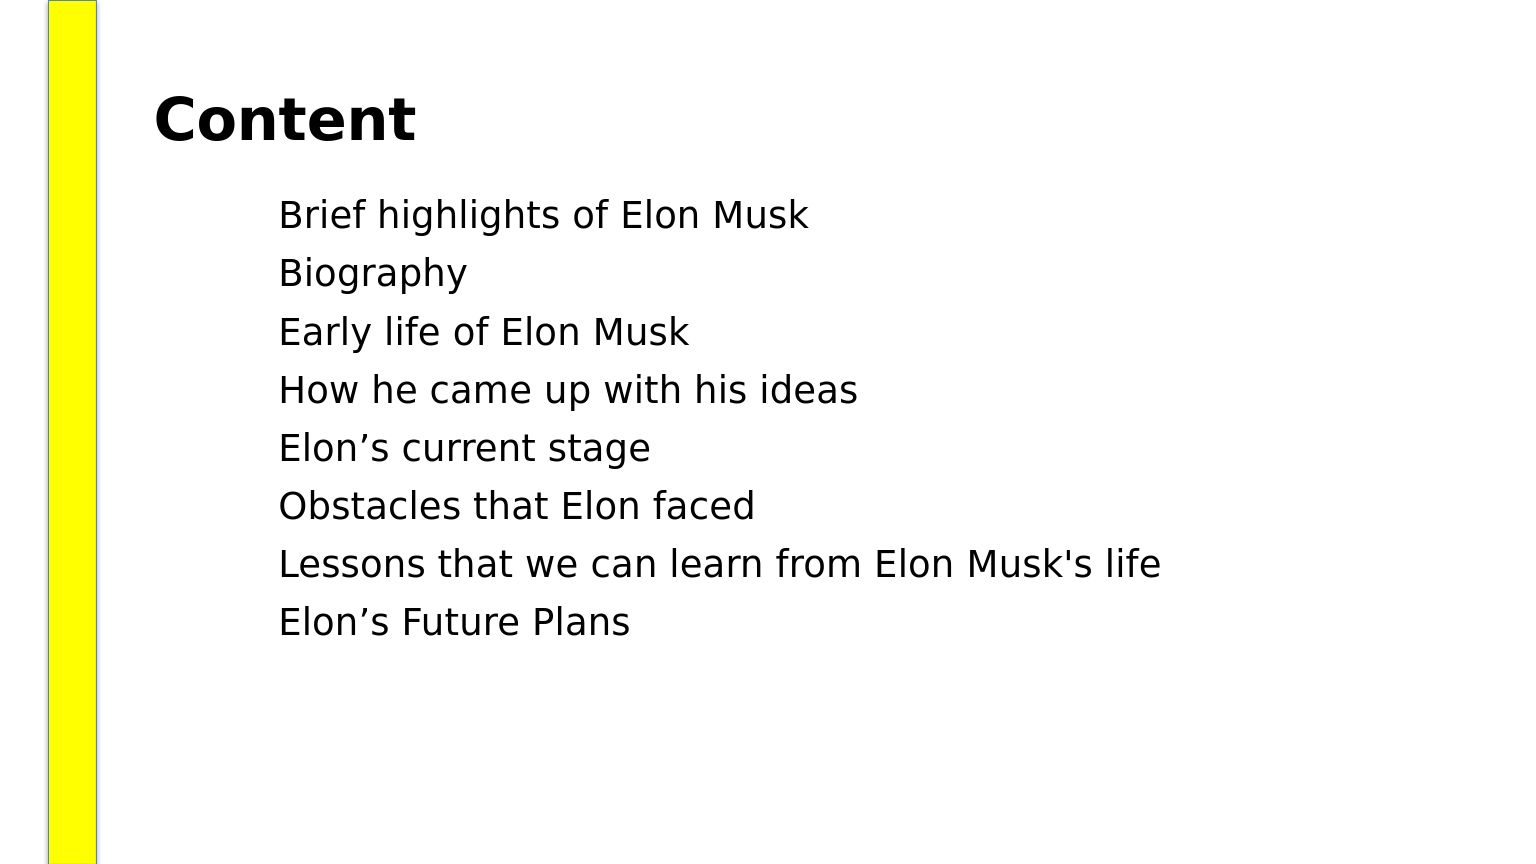 Content
Brief highlights of Elon Musk
Biography
Early life of Elon Musk
How he came up with his ideas
Elon’s current stage
Obstacles that Elon faced
Lessons that we can learn from Elon Musk's life
Elon’s Future Plans